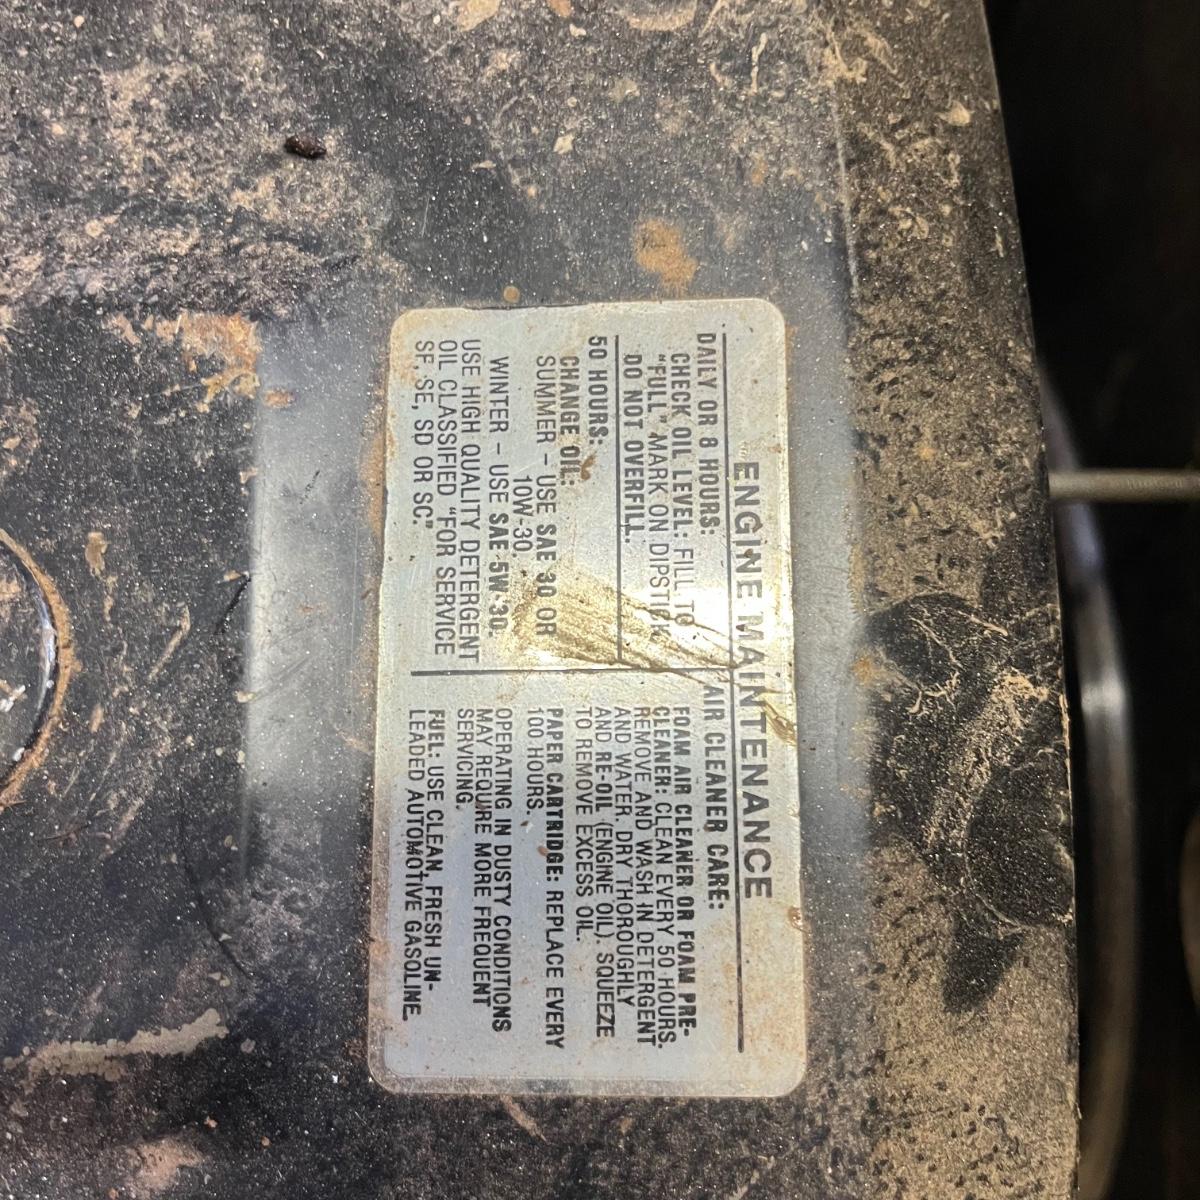 ENGINE MAINTENANCE
DAILY OR 8 HOURS:
CHECK OIL LEVEL: FILL TO
"FULL" MARK ON DIPSTICK.
DO NOT OVERFILL.
50 HOURS:
CHANGE OIL:
SUMMER – USE SAE 30 OR
10W-30.
WINTER – USE SAE 5W-30.
USE HIGH QUALITY DETERGENT
OIL CLASSIFIED "FOR SERVICE
SF, SE, SD OR SC."
AIR CLEANER CARE:
FOAM AIR CLEANER OR FOAM PRE-
CLEANER: CLEAN EVERY 50 HOURS.
REMOVE AND WASH IN DETERGENT
AND WATER, DRY THOROUGHLY
AND RE-OIL (ENGINE OIL). SQUEEZE
TO REMOVE EXCESS OIL.
PAPER CARTRIDGE: REPLACE EVERY
100 HOURS.
OPERATING IN DUSTY CONDITIONS
MAY REQUIRE MORE FREQUENT
SERVICING.
FUEL: USE CLEAN, FRESH UN-
LEADED AUTOMOTIVE GASOLINE.